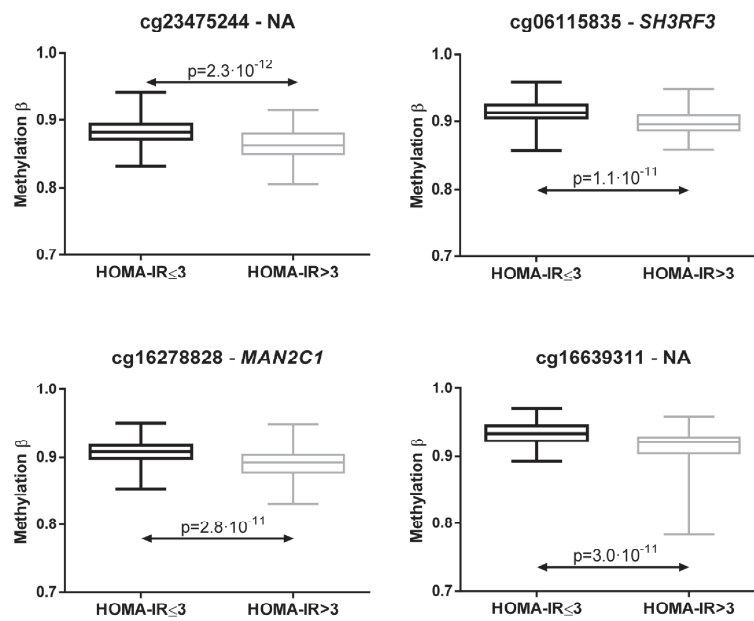 cg23475244 - NA
1.0
0.9
0.8
0.7
Methylation β
p=2.3·10⁻¹²
HOMA-IR≤3 HOMA-IR>3
cg06115835 - SH3RF3
1.0
0.9
0.8
0.7
Methylation β
p=1.1·10⁻¹¹
HOMA-IR≤3 HOMA-IR>3
cg16278828 - MAN2C1
1.0
0.9
0.8
0.7
Methylation β
p=2.8·10⁻¹¹
HOMA-IR≤3 HOMA-IR>3
cg16639311 - NA
1.0
0.9
0.8
0.7
Methylation β
p=3.0·10⁻¹¹
HOMA-IR≤3 HOMA-IR>3